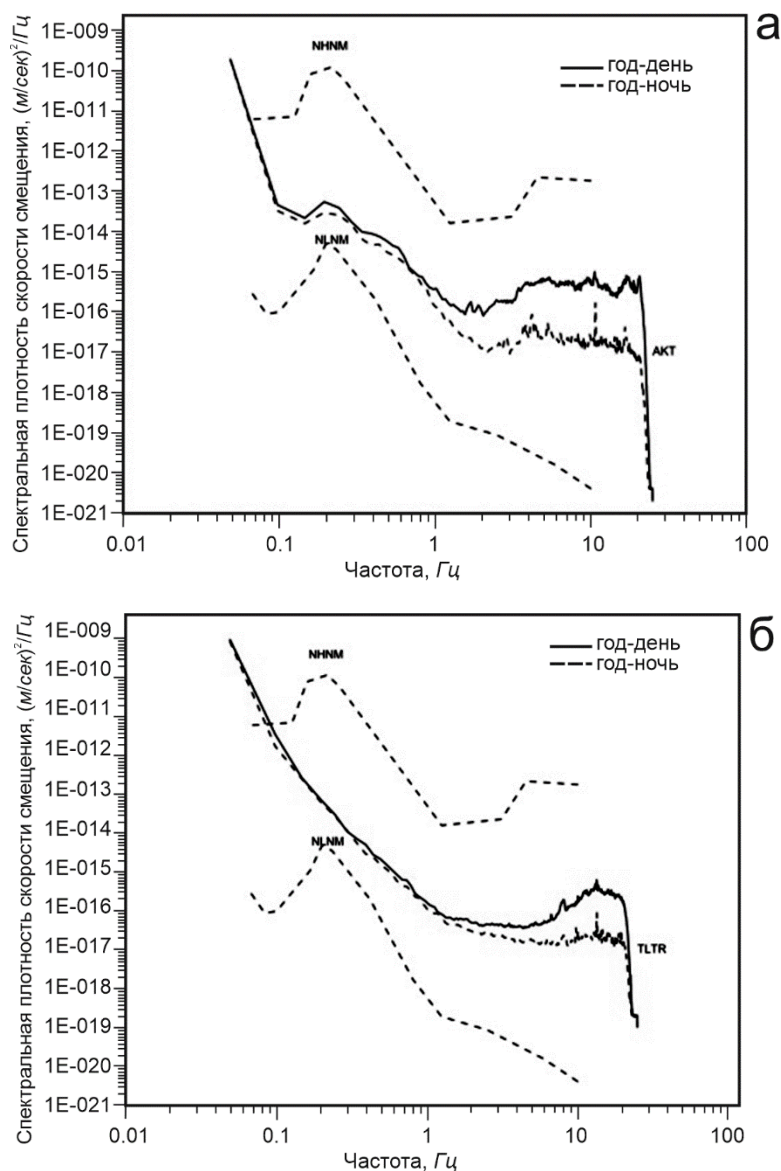 а
Спектральная плотность скорости смещения, (м/сек)²/Гц
1E-009
1E-010
1E-011
1E-012
1E-013
1E-014
1E-015
1E-016
1E-017
1E-018
1E-019
1E-020
1E-021
NHNM
NLNM
год-день
год-ночь
AKT
0.01
0.1
1
10
100
Частота, Гц
б
Спектральная плотность скорости смещения, (м/сек)²/Гц
1E-009
1E-010
1E-011
1E-012
1E-013
1E-014
1E-015
1E-016
1E-017
1E-018
1E-019
1E-020
1E-021
NHNM
NLNM
год-день
год-ночь
TLTR
0.01
0.1
1
10
100
Частота, Гц